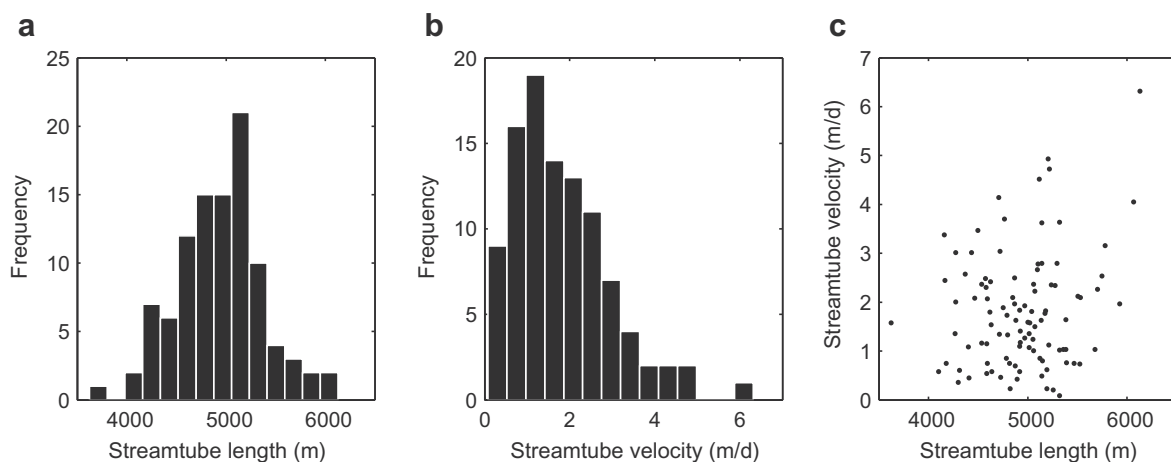 a
b
c
25
20
15
10
5
0
Frequency
4000 5000 6000
Streamtube length (m)
20
15
10
5
0
Frequency
0 2 4 6
Streamtube velocity (m/d)
7
6
5
4
3
2
1
0
Streamtube velocity (m/d)
4000 5000 6000
Streamtube length (m)